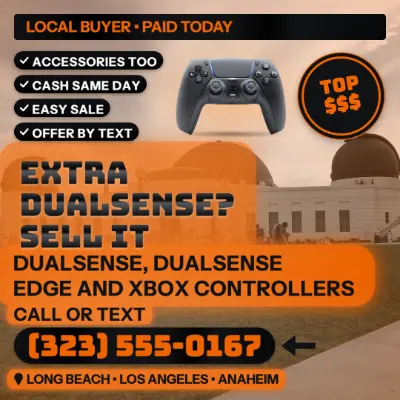 LOCAL BUYER • PAID TODAY
✓ ACCESSORIES TOO
✓ CASH SAME DAY
✓ EASY SALE
✓ OFFER BY TEXT
TOP
$$$
EXTRA
DUALSENSE?
SELL IT
DUALSENSE, DUALSENSE
EDGE AND XBOX CONTROLLERS
CALL OR TEXT
(323) 555-0167
LONG BEACH • LOS ANGELES • ANAHEIM